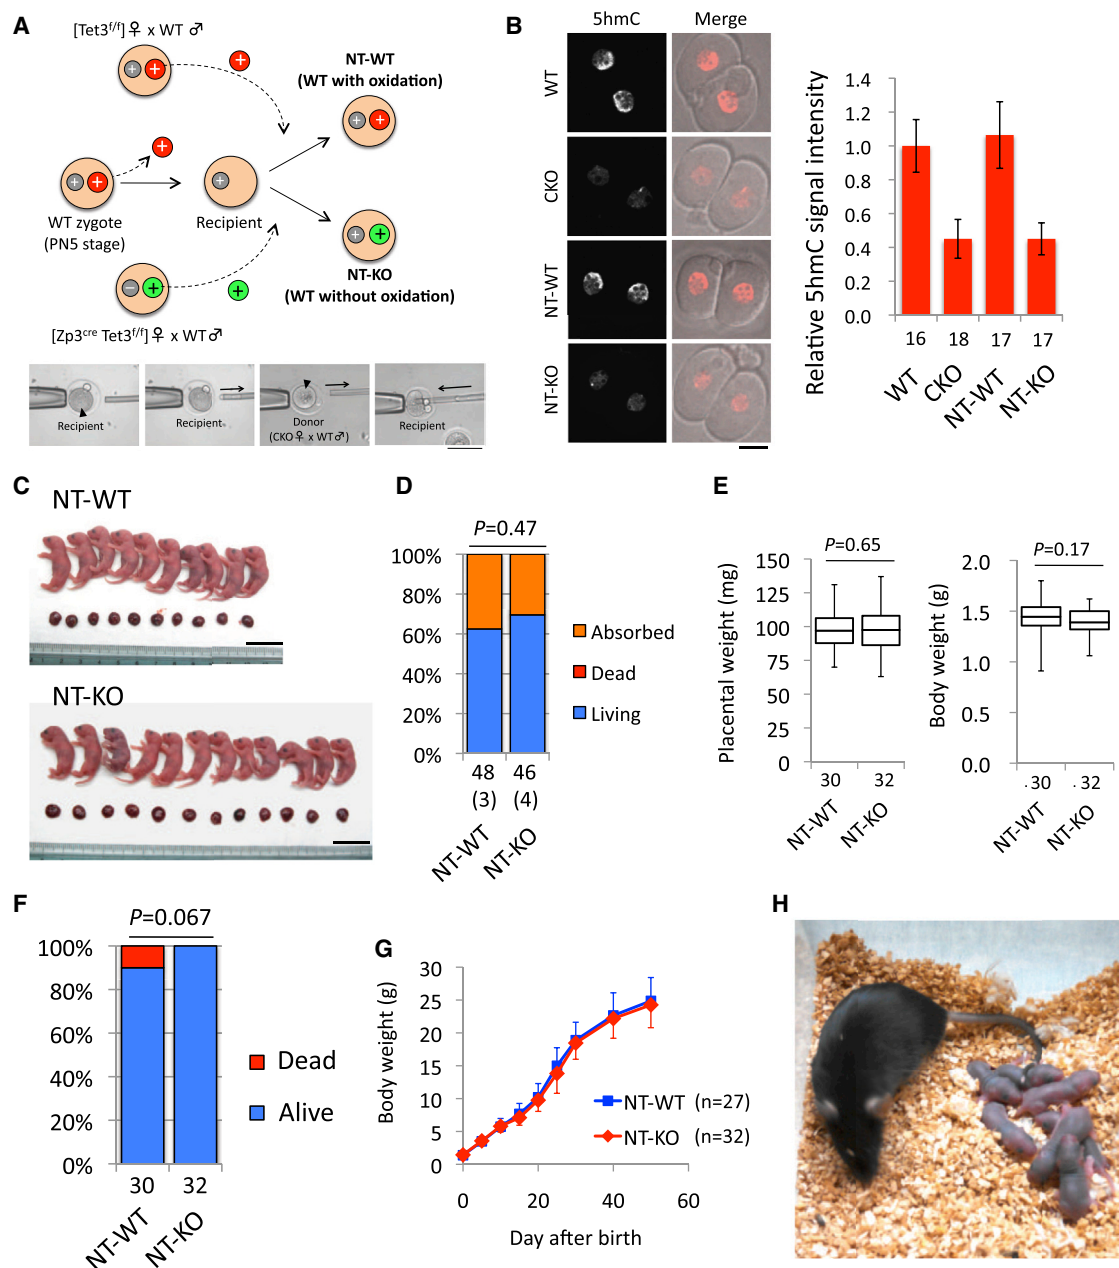 A
[Tet3f/f]♀ x WT ♂
NT-WT
(WT with oxidation)
WT zygote
(PN5 stage)
Recipient
NT-KO
(WT without oxidation)
[Zp3cre Tet3f/f]♀ x WT♂
Recipient
Recipient
Donor
(CKO♀ x WT♂)
Recipient
B
5hmC
Merge
WT
CKO
NT-WT
NT-KO
Relative 5hmC signal intensity
1.4
1.2
1.0
0.8
0.6
0.4
0.2
0.0
16
18
17
17
WT
CKO
NT-WT
NT-KO
C
NT-WT
NT-KO
D
P=0.47
100%
80%
60%
40%
20%
0%
48
46
(3)
(4)
NT-WT
NT-KO
Absorbed
Dead
Living
E
P=0.65
Placental weight (mg)
150
125
100
75
50
25
0
30
32
NT-WT
NT-KO
P=0.17
Body weight (g)
2.0
1.5
1.0
0.5
0.0
30
32
NT-WT
NT-KO
F
P=0.067
100%
80%
60%
40%
20%
0%
30
32
NT-WT
NT-KO
Dead
Alive
G
Body weight (g)
30
25
20
15
10
5
0
0
20
40
60
Day after birth
NT-WT (n=27)
NT-KO (n=32)
H